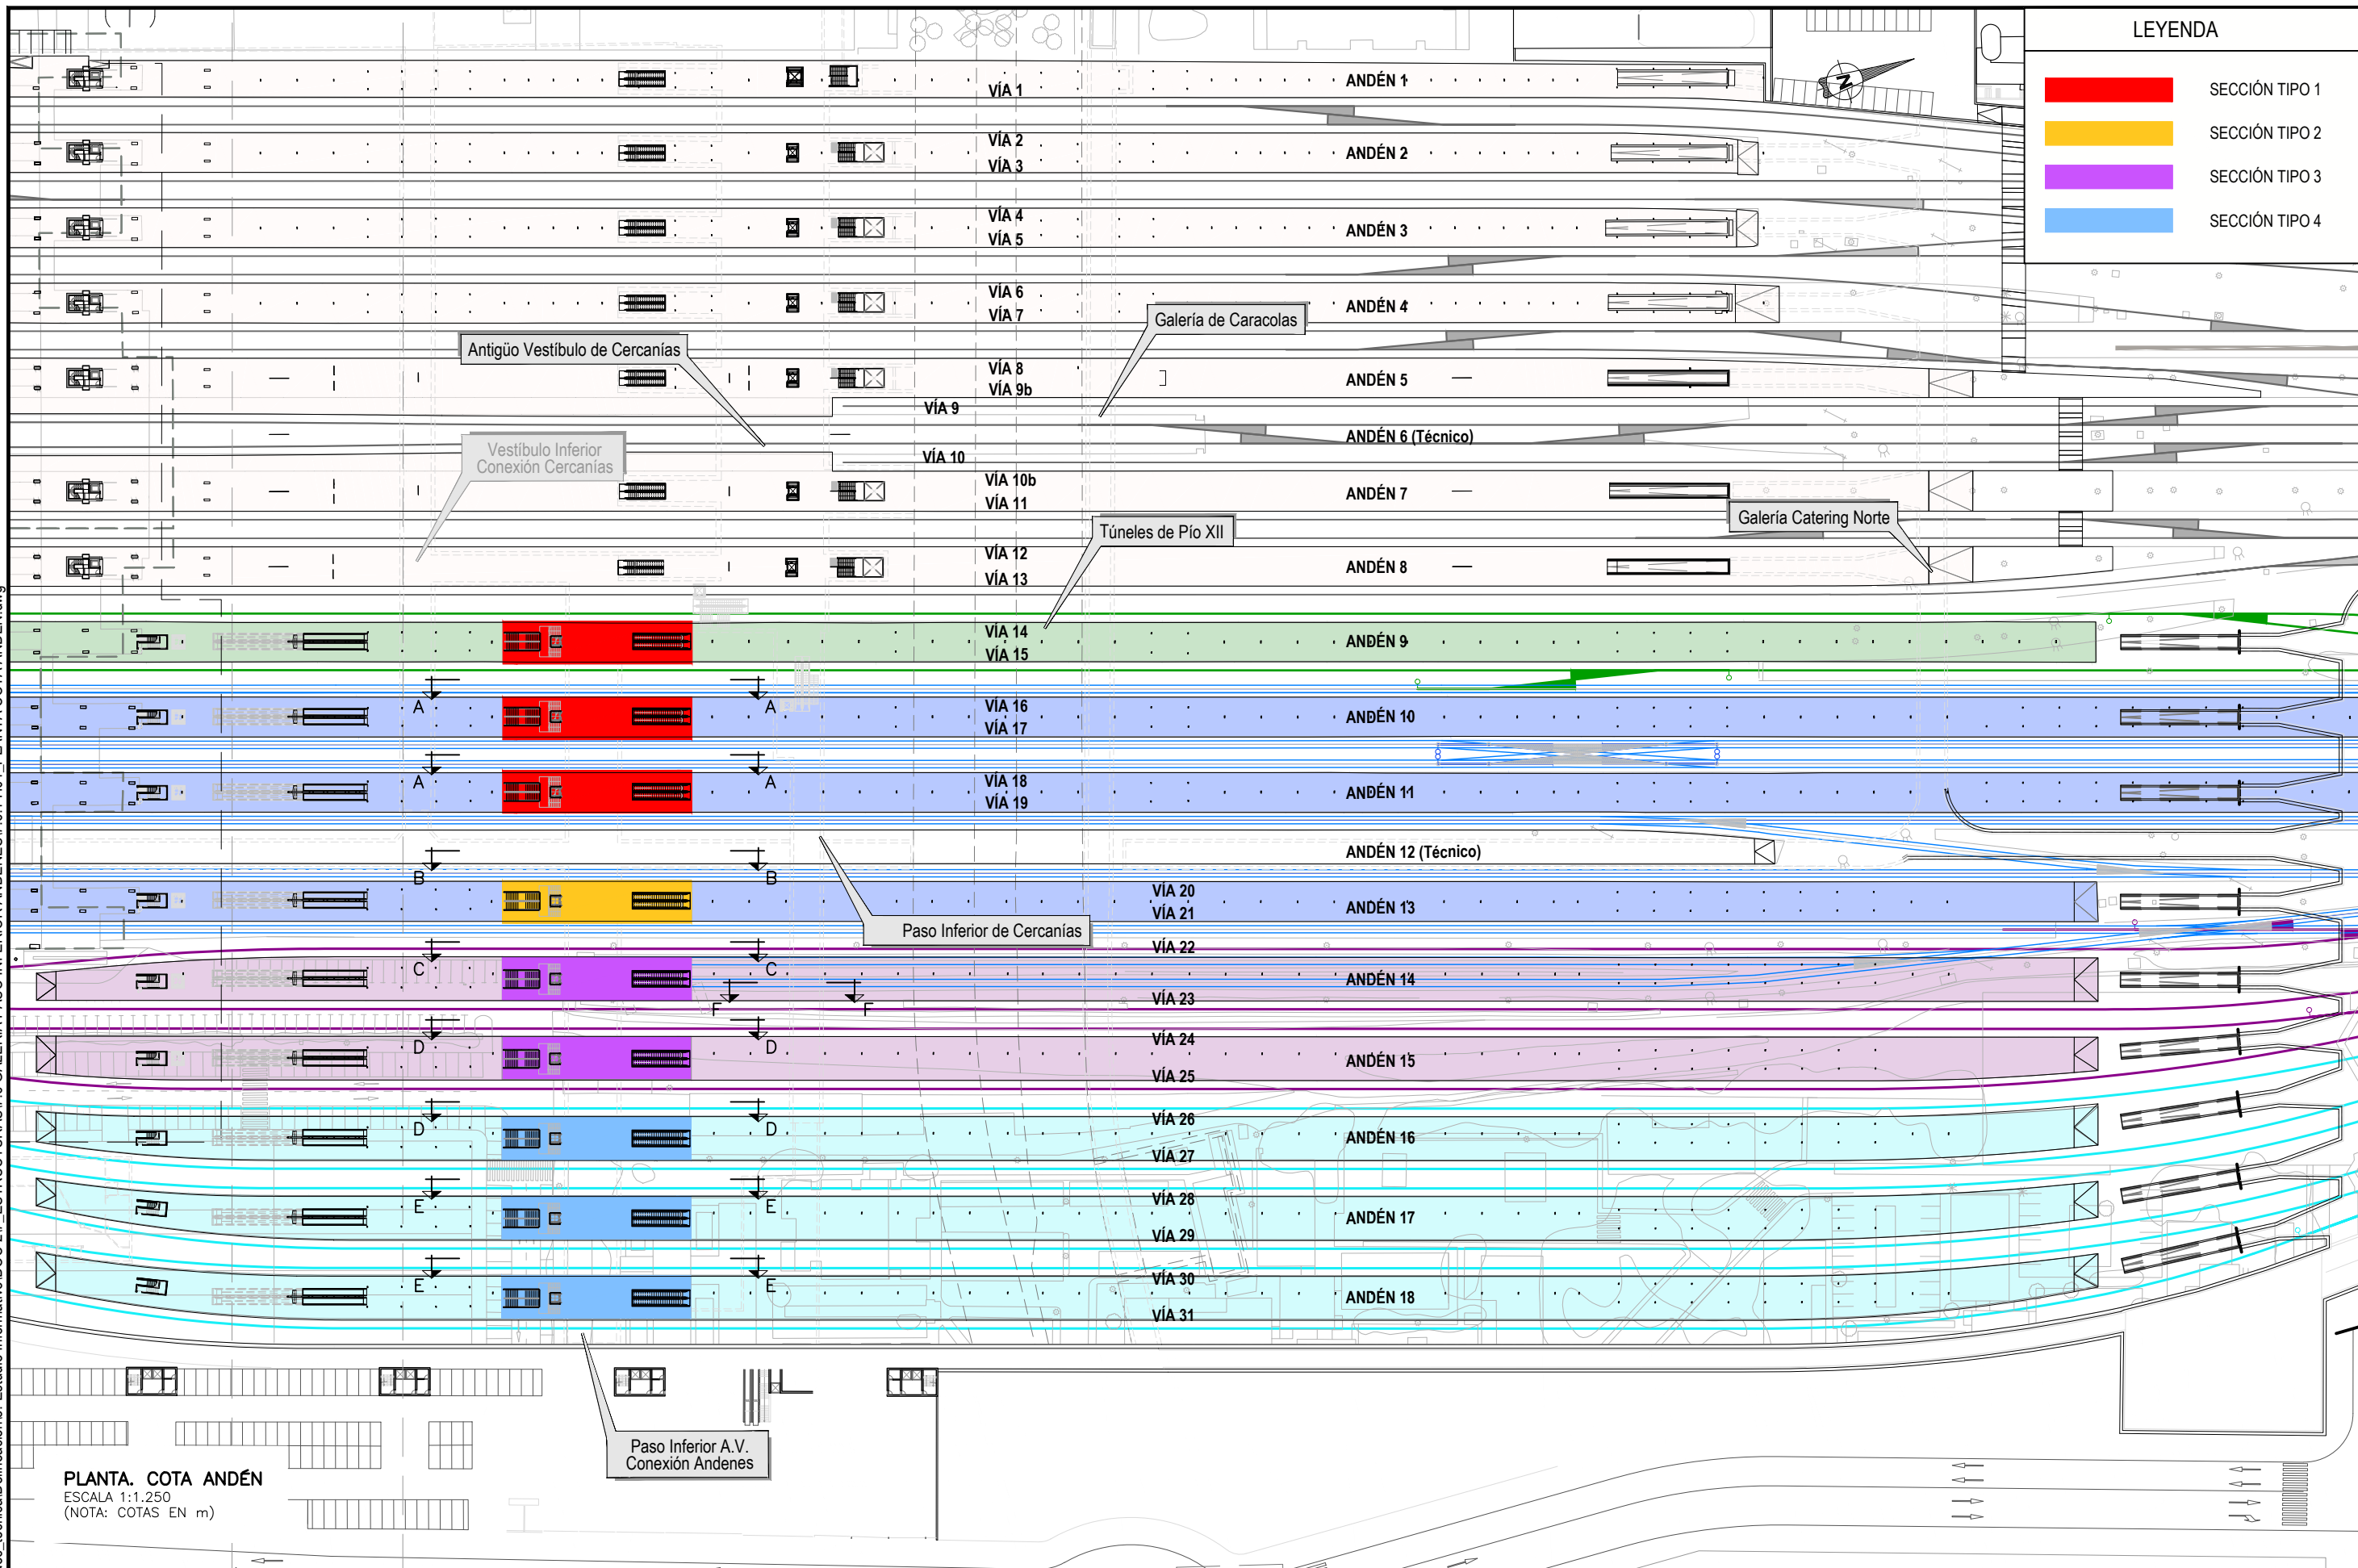 LEYENDA
SECCIÓN TIPO 1
SECCIÓN TIPO 2
SECCIÓN TIPO 3
SECCIÓN TIPO 4
N
ANDÉN 1
VÍA 1
VÍA 2
ANDÉN 2
VÍA 3
VÍA 4
ANDÉN 3
VÍA 5
VÍA 6
ANDÉN 4
VÍA 7
Galería de Caracolas
Antigüo Vestíbulo de Cercanías
VÍA 8
ANDÉN 5
VÍA 9b
VÍA 9
ANDÉN 6 (Técnico)
Vestíbulo Inferior
Conexión Cercanías
VÍA 10
VÍA 10b
ANDÉN 7
VÍA 11
Galería Catering Norte
Túneles de Pío XII
VÍA 12
ANDÉN 8
VÍA 13
VÍA 14
ANDÉN 9
VÍA 15
A A
VÍA 16
ANDÉN 10
VÍA 17
A A
VÍA 18
ANDÉN 11
VÍA 19
ANDÉN 12 (Técnico)
B B
VÍA 20
ANDÉN 13
VÍA 21
Paso Inferior de Cercanías
VÍA 22
C C
ANDÉN 14
VÍA 23
F F
VÍA 24
D D
ANDÉN 15
VÍA 25
VÍA 26
D D
ANDÉN 16
VÍA 27
VÍA 28
E E
ANDÉN 17
VÍA 29
VÍA 30
E E
ANDÉN 18
VÍA 31
Paso Inferior A.V.
Conexión Andenes
PLANTA. COTA ANDÉN
ESCALA 1:1.250
(NOTA: COTAS EN m)